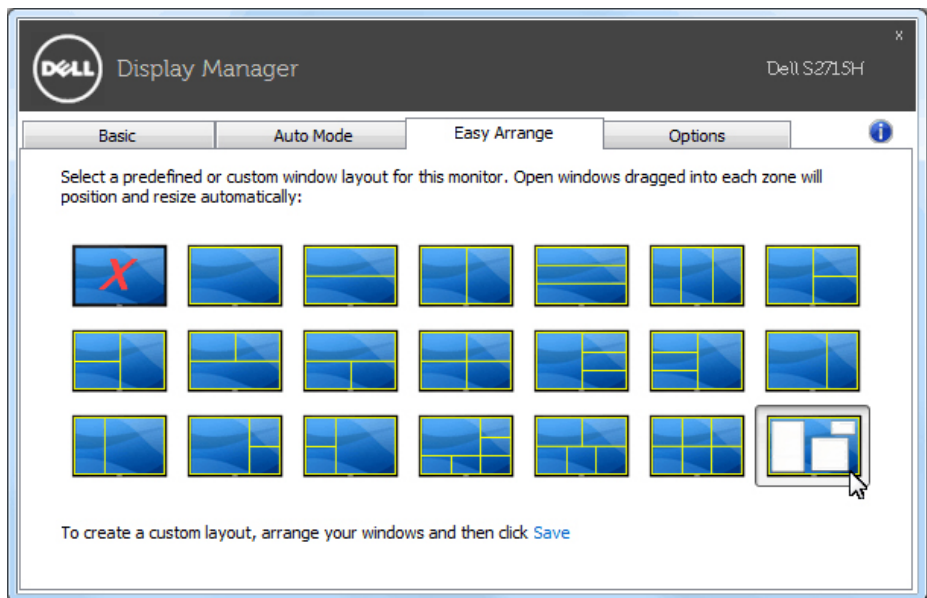 DELL
Display Manager
x
Dell S2715H
Basic
Auto Mode
Easy Arrange
Options
i
Select a predefined or custom window layout for this monitor. Open windows dragged into each zone will
position and resize automatically:
X
To create a custom layout, arrange your windows and then click Save